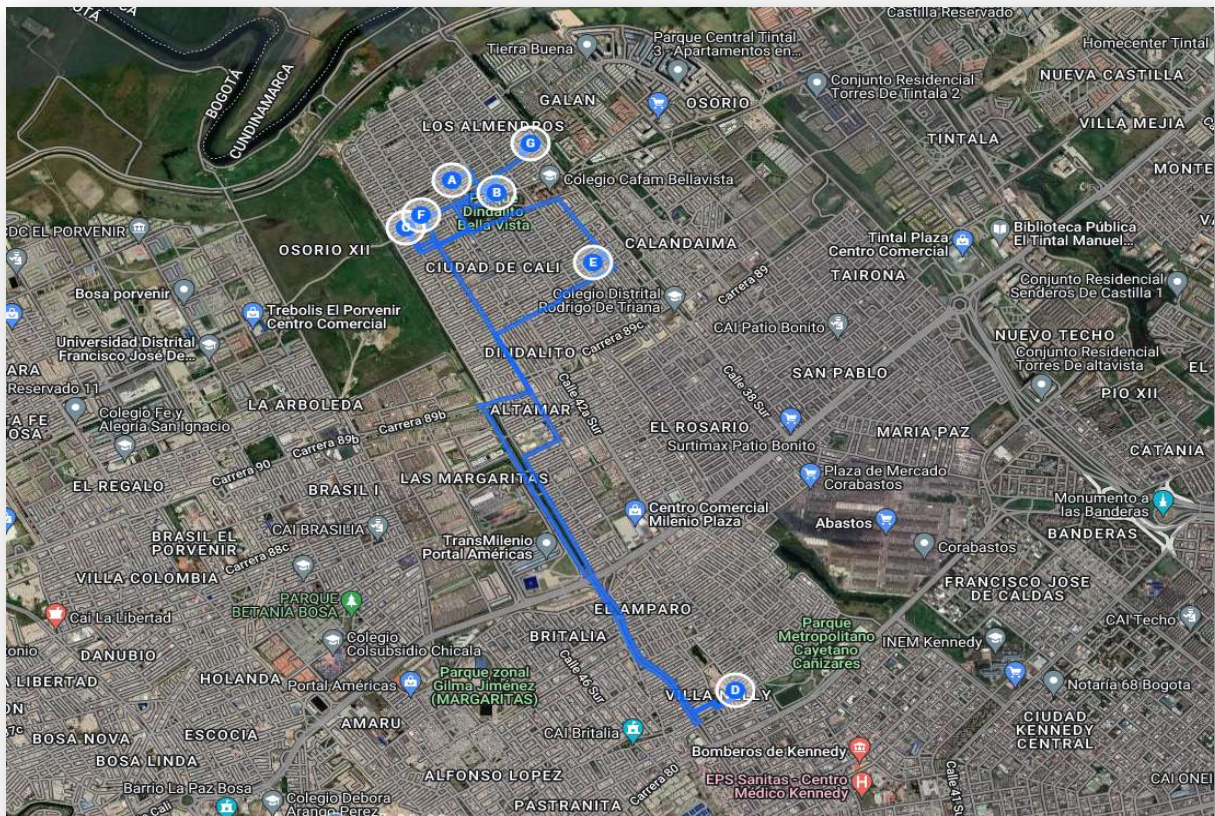 Castilla Reservado
Parque Central Tintal
3 - Apartamentos en...
Tierra Buena
Homecenter Tintal
BOGOTÁ
CUNDINAMARCA
GALAN
OSORIO
Conjunto Residencial
Torres De Tintala 2
NUEVA CASTILLA
VILLA MEJIA
TINTALA
LOS ALMENDROS
G
MONTE
A
B
Colegio Cafam Bellavista
Dindalito
Bella Vista
F
DC EL PORVENIR
OSORIO XII
CIUDAD DE CALI
E
CALANDAIMA
Tintal Plaza
Centro Comercial
Biblioteca Pública
El Tintal Manuel...
TAIRONA
Carrera 89
Bosa porvenir
Colegio Distrital
Rodrigo De Triana
Conjunto Residencial
Senderos De Castilla 1
Trebolis El Porvenir
Centro Comercial
CAI Patio Bonito
NUEVO TECHO
Universidad Distrital
Francisco José De...
DINDALITO
Carrera 89c
Conjunto Residencial
Torres De altavista
ARA
Reservado 11
SAN PABLO
Calle 38 Sur
EL
PIO XII
LA ARBOLEDA
Calle 42a Sur
ALTAMAR
Colegio Fe y
Alegría San Ignacio
Carrera 89b
Carrera 89b
EL ROSARIO
Surtimax Patio Bonito
MARIA PAZ
CATANIA
Carrera 90
EL REGALO
BRASIL I
LAS MARGARITAS
Plaza de Mercado
Corabastos
Monumento a
las Banderas
CAI BRASILIA
Centro Comercial
Milenio Plaza
Abastos
BANDERAS
BRASIL EL
PORVENIR
Carrera 88c
TransMilenio
Portal Américas
Corabastos
VILLA COLOMBIA
FRANCISCO JOSE
DE CALDAS
PARQUE
BETANIA BOSA
EL AMPARO
Cai La Libertad
CAI Techo
BRITALIA
Parque
Metropolitano
Cayetano
Cañizares
INEM Kennedy
Colegio
Colsubsidio Chicala
DANUBIO
Calle 46 Sur
HOLANDA
Portal Américas
Parque zonal
Gilma Jiménez
(MARGARITAS)
D
Notaría 68 Bogota
LIBERTAD
AMARU
CIUDAD
KENNEDY
CENTRAL
BOSA NOVA
ESCOCIA
CAI Britalia
Bomberos de Kennedy
BOSA LINDA
ALFONSO LOPEZ
Carrera 80
EPS Sanitas - Centro
Médico Kennedy
Calle 41 S
Barrio La Paz Bosa
Colegio Debora
Arango Perez
PASTRANITA
Cali